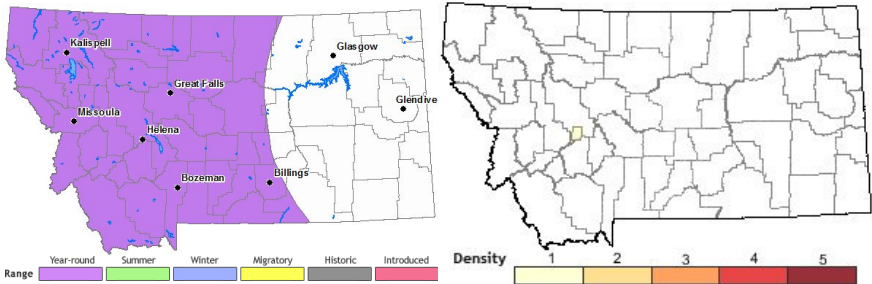 Kalispell
Glasgow
Great Falls
Glendive
Missoula
Helena
Bozeman
Billings
Year-round Summer Winter Migratory Historic Introduced
Range
Density 1 2 3 4 5